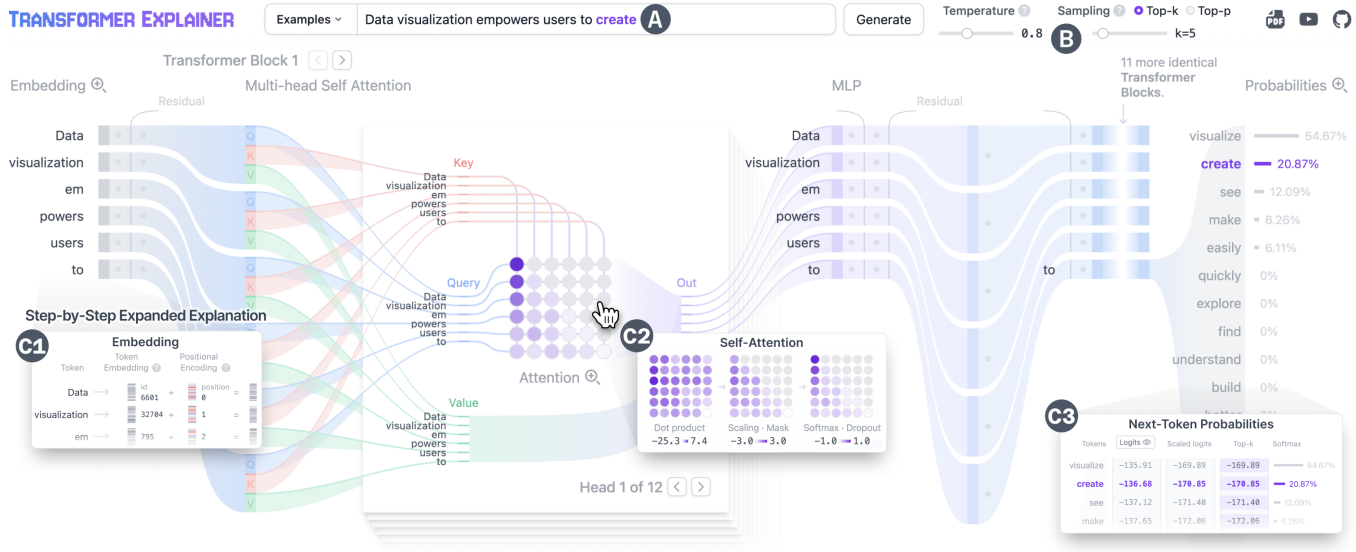 TRANSFORMER EXPLAINER
Examples
Data visualization empowers users to create
A
Generate
Temperature ?
0.8
Sampling ? Top-k Top-p
B
k=5
PDF
Transformer Block 1
Embedding
Residual
Multi-head Self Attention
MLP
Residual
11 more identical
Transformer
Blocks.
Probabilities
Data
visualization
em
powers
users
to
Q
K
V
Q
K
V
Q
K
V
Q
K
V
Key
Data
visualization
em
powers
users
to
Query
Data
visualization
em
powers
users
to
Value
Data
visualization
em
powers
users
to
Attention
Out
Head 1 of 12
Data
visualization
em
powers
users
to
to
visualize 54.67%
create 20.87%
see 12.09%
make 6.26%
easily 6.11%
quickly 0%
explore 0%
find 0%
understand 0%
build 0%
Step-by-Step Expanded Explanation
C1
Embedding
Token
Token Embedding ?
Positional Encoding ?
Data → id 6601 + position 0 =
visualization → 32704 + 1 =
em → 795 + 2 =
C2
Self-Attention
Dot product
-25.3 7.4
Scaling · Mask
-3.0 3.0
Softmax · Dropout
-1.0 1.0
C3
Next-Token Probabilities
Tokens Logits Scaled logits Top-k Softmax
visualize -135.91 -169.89 -169.89 54.67%
create -136.68 -170.85 -170.85 20.87%
see -137.12 -171.40 -171.40 12.09%
make -137.65 -172.06 -172.06 6.26%